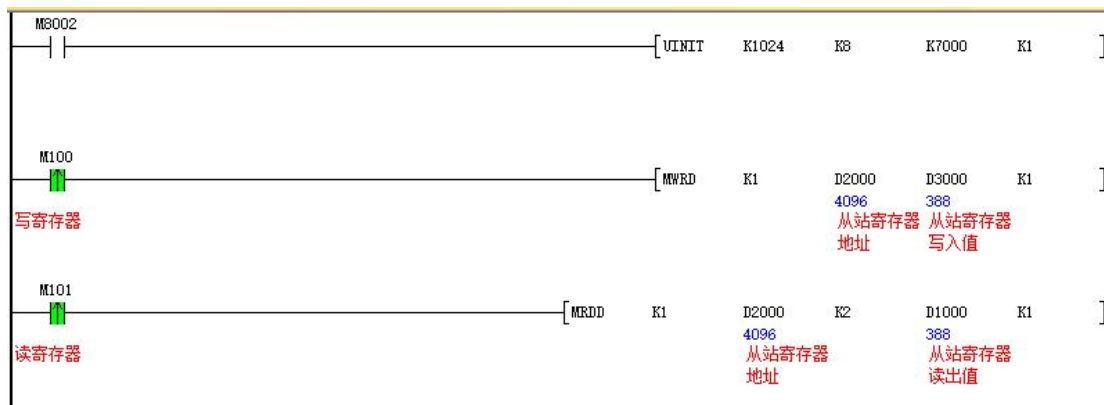 M8002
UINIT K1024 K8 K7000 K1
M100
MWRD K1 D2000 D3000 K1
4096 388
写寄存器 从站寄存器 从站寄存器
地址 写入值
M101
MRDD K1 D2000 K2 D1000 K1
4096 388
读寄存器 从站寄存器 从站寄存器
地址 读出值